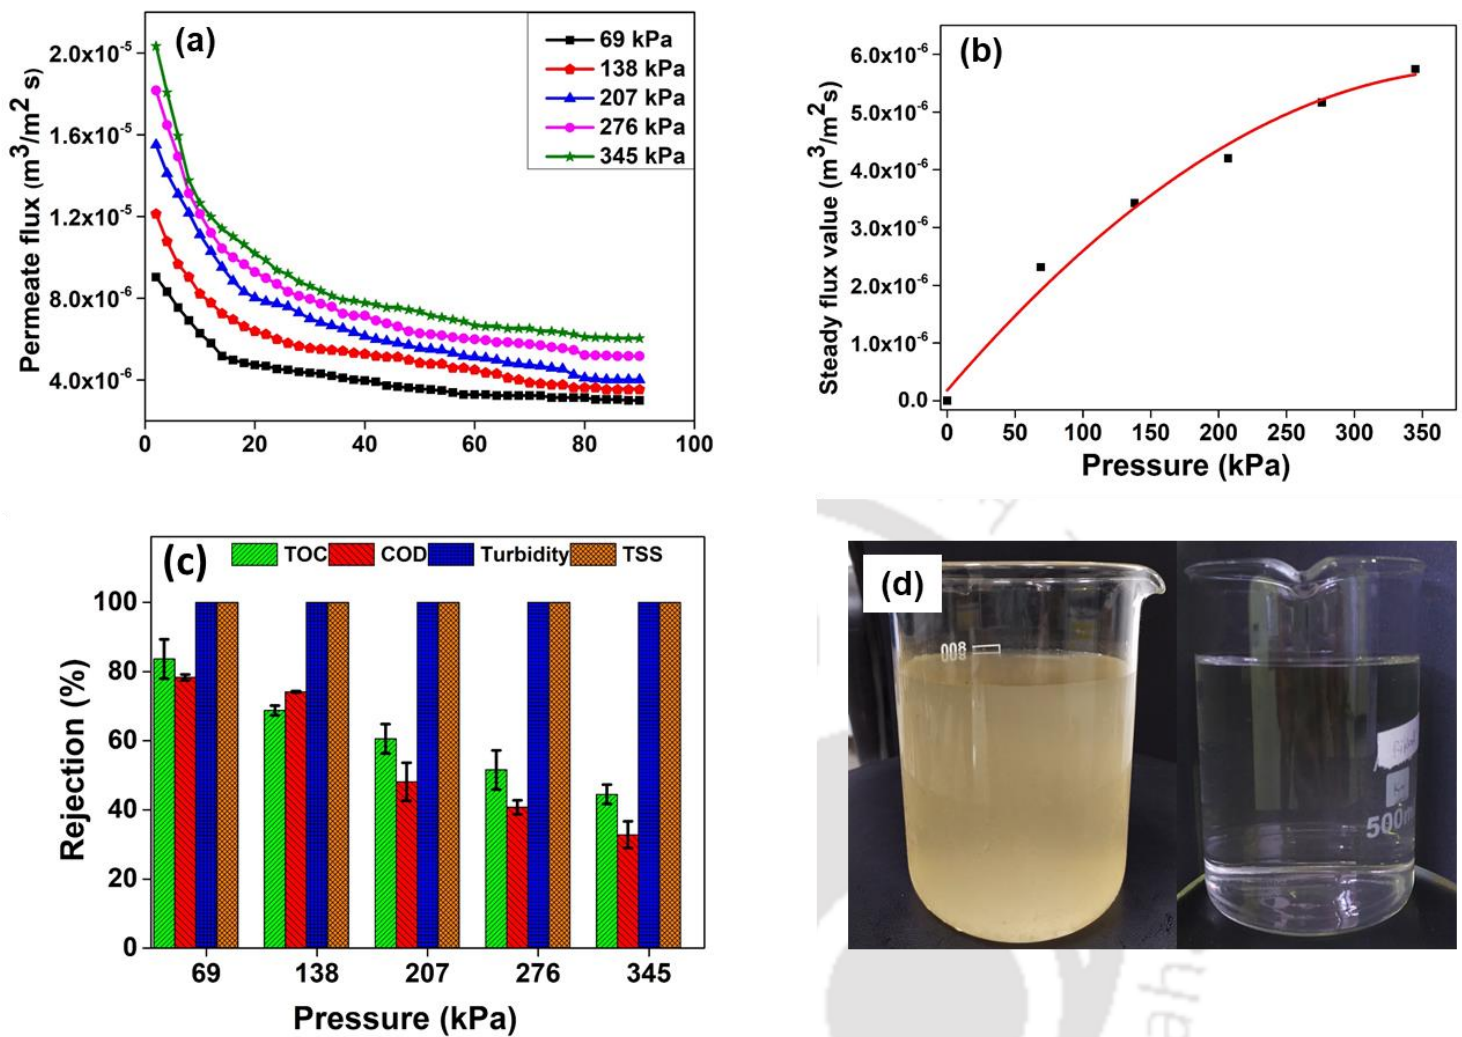 (a)
69 kPa
138 kPa
207 kPa
276 kPa
345 kPa
Permeate flux (m³/m² s)
2.0x10⁻⁵
1.6x10⁻⁵
1.2x10⁻⁵
8.0x10⁻⁶
4.0x10⁻⁶
0 20 40 60 80 100
(b)
Steady flux value (m³/m² s)
6.0x10⁻⁶
5.0x10⁻⁶
4.0x10⁻⁶
3.0x10⁻⁶
2.0x10⁻⁶
1.0x10⁻⁶
0.0
0 50 100 150 200 250 300 350
Pressure (kPa)
(c)
TOC COD Turbidity TSS
Rejection (%)
100
80
60
40
20
0
69 138 207 276 345
Pressure (kPa)
(d)
008
500m